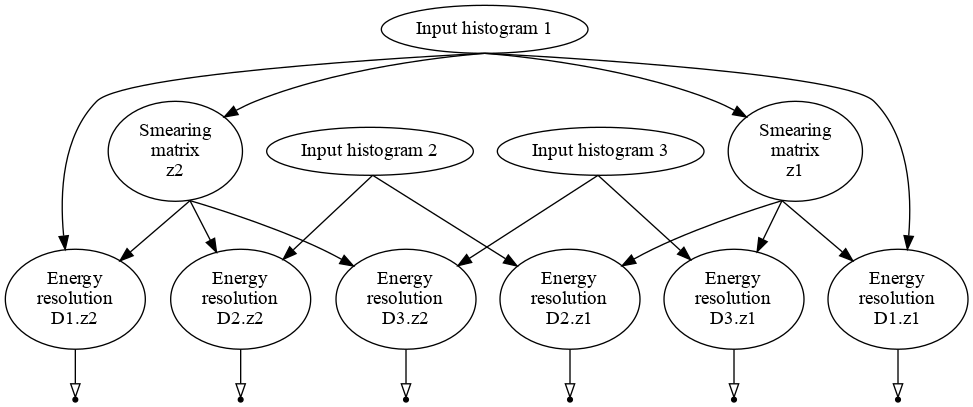 Input histogram 1
Smearing
matrix
z2
Input histogram 2
Input histogram 3
Smearing
matrix
z1
Energy
resolution
D1.z2
Energy
resolution
D2.z2
Energy
resolution
D3.z2
Energy
resolution
D2.z1
Energy
resolution
D3.z1
Energy
resolution
D1.z1